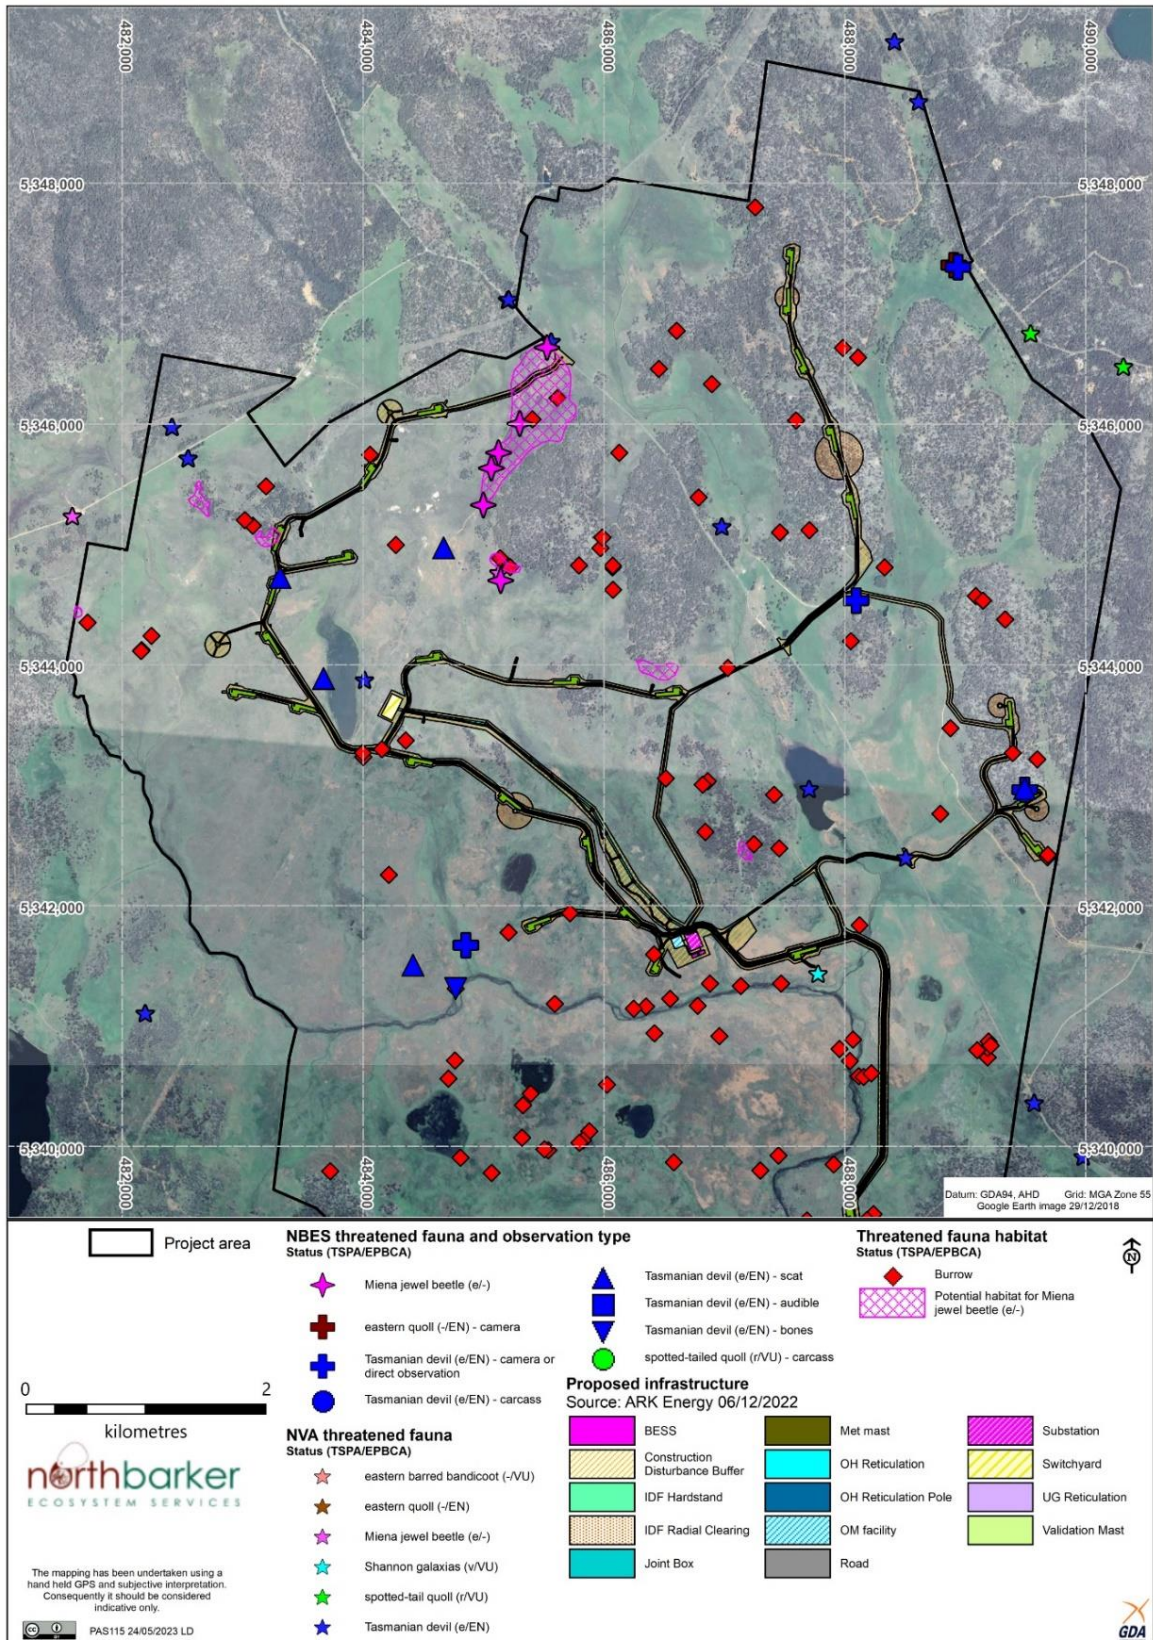 482,000
484,000
486,000
488,000
490,000
5,348,000
5,348,000
5,346,000
5,346,000
5,344,000
5,344,000
5,342,000
5,342,000
5,340,000
5,340,000
482,000
484,000
486,000
488,000
Datum: GDA94, AHD Grid: MGA Zone 55
Google Earth image 29/12/2018
Project area
NBES threatened fauna and observation type
Status (TSPA/EPBCA)
Miena jewel beetle (e/-)
eastern quoll (-/EN) - camera
Tasmanian devil (e/EN) - camera or
direct observation
Tasmanian devil (e/EN) - carcass
Tasmanian devil (e/EN) - scat
Tasmanian devil (e/EN) - audible
Tasmanian devil (e/EN) - bones
spotted-tailed quoll (r/VU) - carcass
Threatened fauna habitat
Status (TSPA/EPBCA)
Burrow
Potential habitat for Miena
jewel beetle (e/-)
N
0 2
kilometres
northbarker
ECOSYSTEM SERVICES
The mapping has been undertaken using a
hand held GPS and subjective interpretation.
Consequently it should be considered
indicative only.
cc BY
PAS115 24/05/2023 LD
NVA threatened fauna
Status (TSPA/EPBCA)
eastern barred bandicoot (-/VU)
eastern quoll (-/EN)
Miena jewel beetle (e/-)
Shannon galaxias (v/VU)
spotted-tail quoll (r/VU)
Tasmanian devil (e/EN)
Proposed infrastructure
Source: ARK Energy 06/12/2022
BESS
Construction
Disturbance Buffer
IDF Hardstand
IDF Radial Clearing
Joint Box
Met mast
OH Reticulation
OH Reticulation Pole
OM facility
Road
Substation
Switchyard
UG Reticulation
Validation Mast
GDA